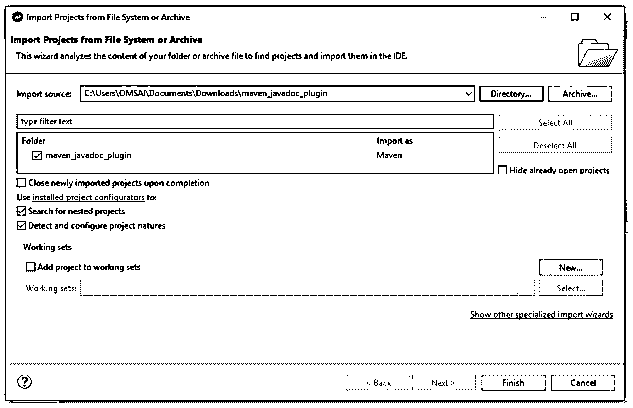 Import Projects from File System or Archive
Import Projects from File System or Archive
This wizard analyzes the content of your folder or archive file to find projects and import them in the IDE.
Import source: C:\Users\OMSAI\Documents\Downloads\maven_javadoc_plugin Directory... Archive...
type filter text Select All
Folder Import as Deselect All
maven_javadoc_plugin Maven
Hide already open projects
Close newly imported projects upon completion
Use installed project configurators to:
Search for nested projects
Detect and configure project natures
Working sets
Add project to working sets New...
Working sets: Select...
Show other specialized import wizards
? < Back Next > Finish Cancel